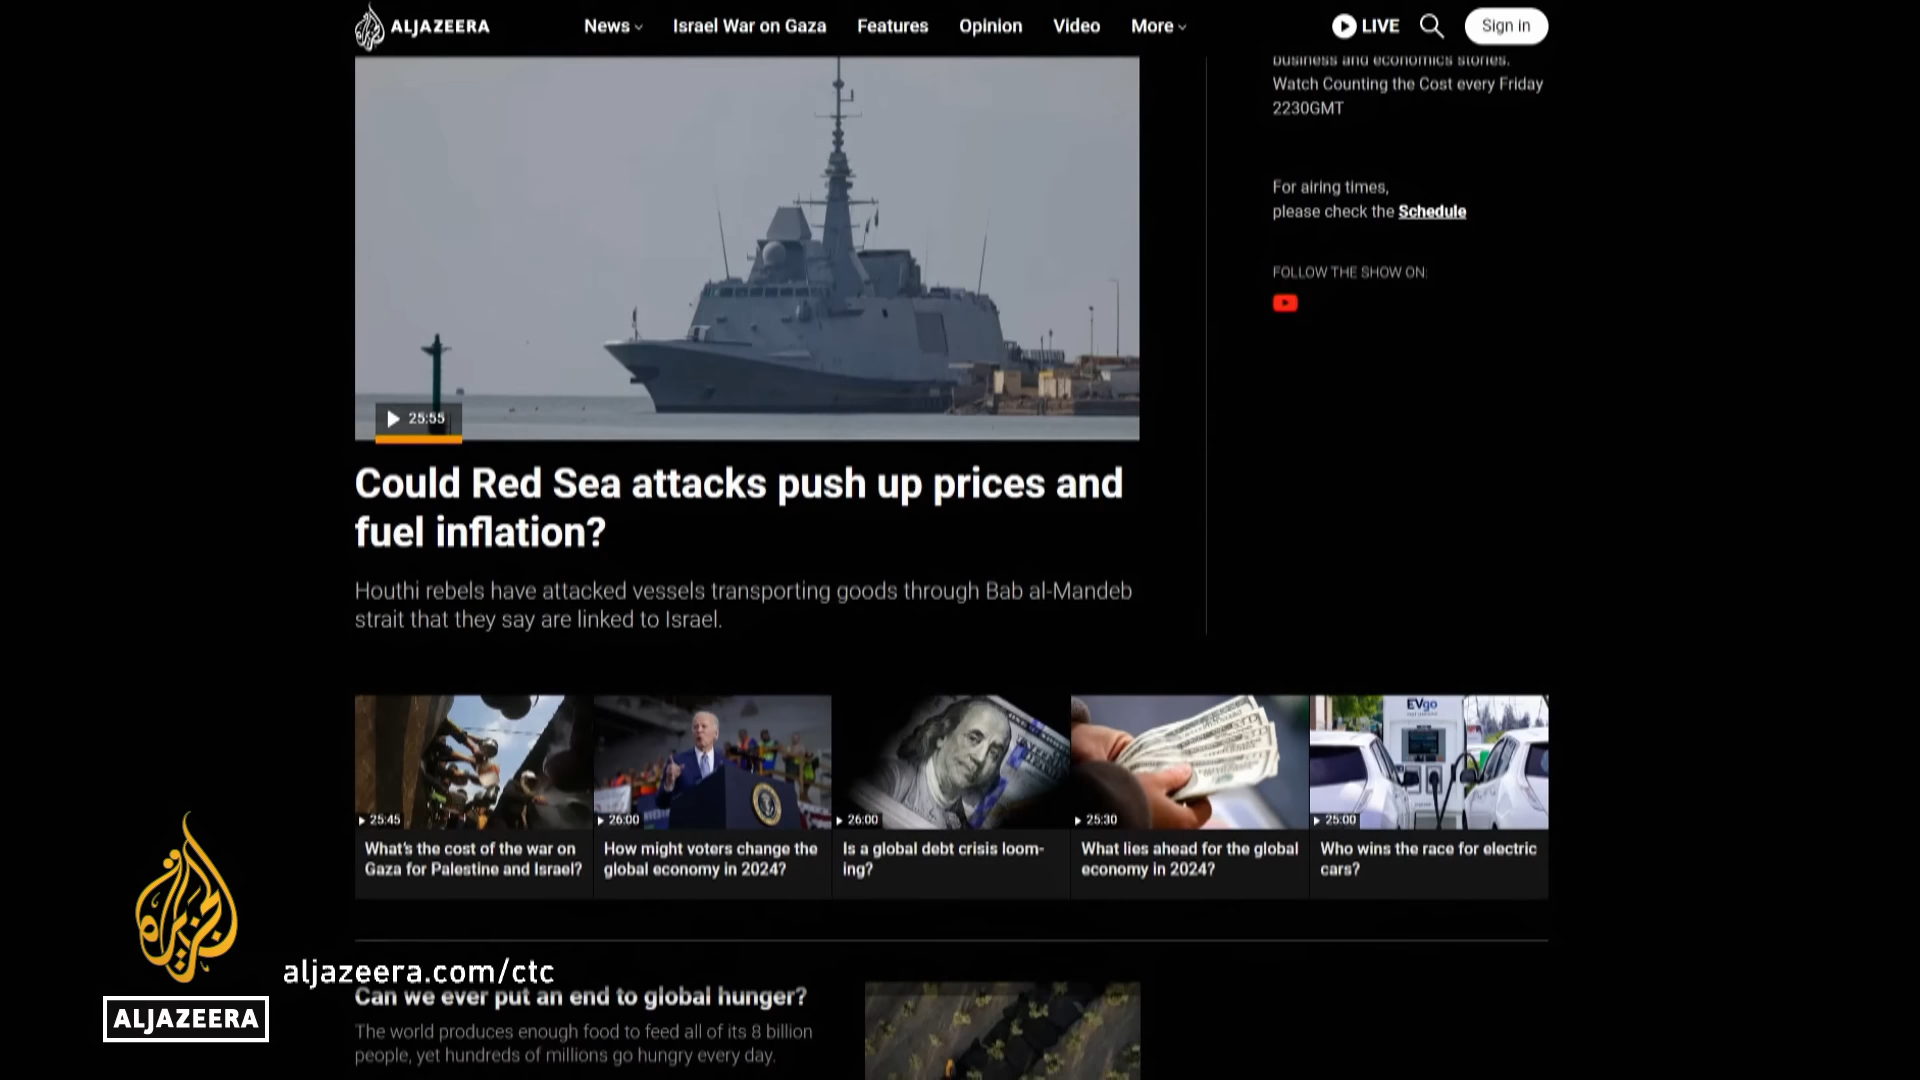 ALJAZEERA
News
Israel War on Gaza
Features
Opinion
Video
More
LIVE
Sign in
business and economics stories.
Watch Counting the Cost every Friday
2230GMT
For airing times,
please check the Schedule
FOLLOW THE SHOW ON:
25:55
Could Red Sea attacks push up prices and
fuel inflation?
Houthi rebels have attacked vessels transporting goods through Bab al-Mandeb
strait that they say are linked to Israel.
25:45
What's the cost of the war on
Gaza for Palestine and Israel?
26:00
How might voters change the
global economy in 2024?
26:00
Is a global debt crisis loom-
ing?
25:30
What lies ahead for the global
economy in 2024?
EVgo
25:00
Who wins the race for electric
cars?
الجزيرة
ALJAZEERA
aljazeera.com/ctc
Can we ever put an end to global hunger?
The world produces enough food to feed all of its 8 billion
people, yet hundreds of millions go hungry every day.